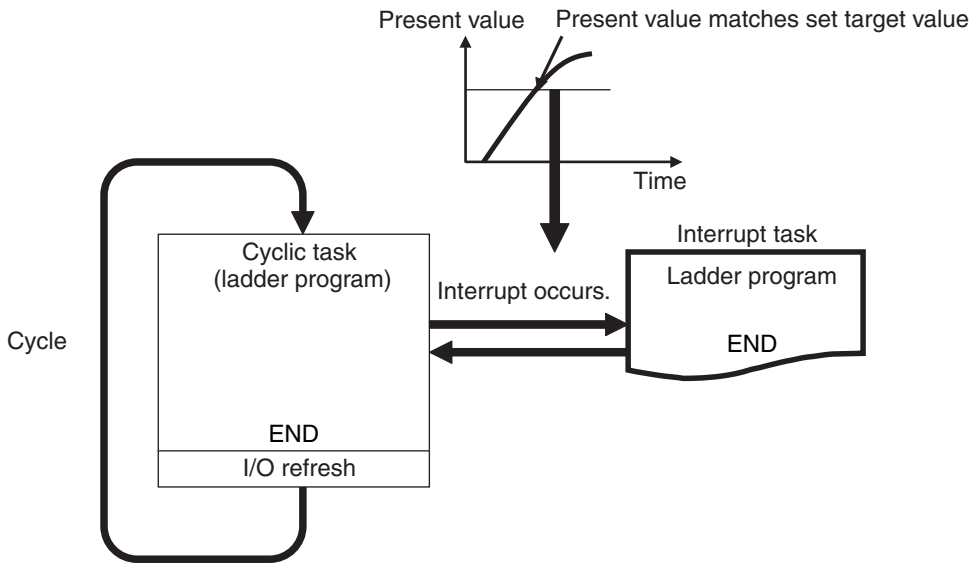 Present value
Present value matches set target value
Time
Cyclic task
(ladder program)
Interrupt task
Ladder program
Interrupt occurs.
Cycle
END
END
I/O refresh